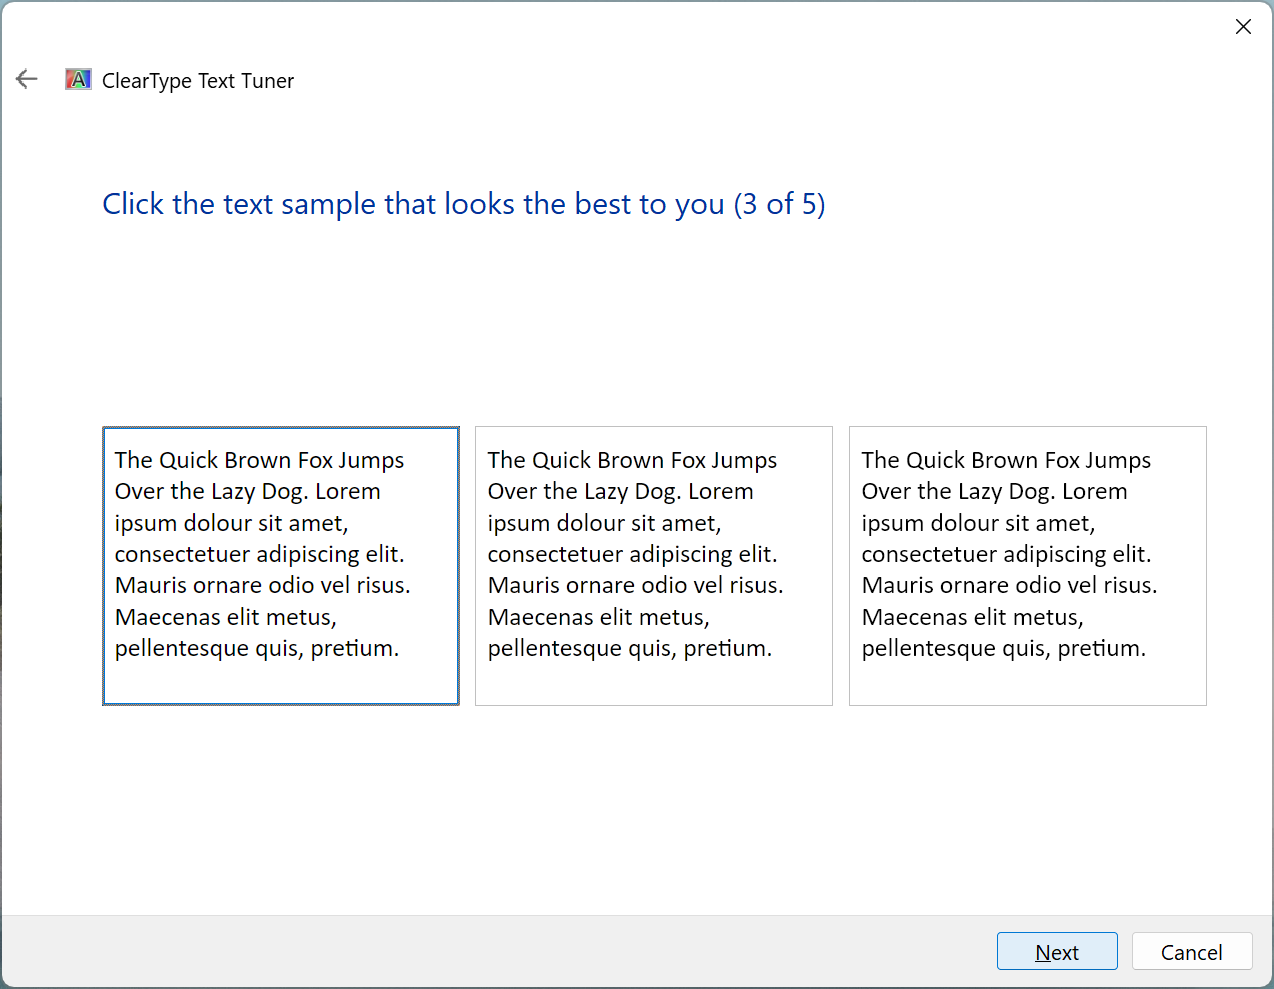 ClearType Text Tuner
Click the text sample that looks the best to you (3 of 5)
The Quick Brown Fox Jumps
Over the Lazy Dog. Lorem
ipsum dolour sit amet,
consectetuer adipiscing elit.
Mauris ornare odio vel risus.
Maecenas elit metus,
pellentesque quis, pretium.
The Quick Brown Fox Jumps
Over the Lazy Dog. Lorem
ipsum dolour sit amet,
consectetuer adipiscing elit.
Mauris ornare odio vel risus.
Maecenas elit metus,
pellentesque quis, pretium.
The Quick Brown Fox Jumps
Over the Lazy Dog. Lorem
ipsum dolour sit amet,
consectetuer adipiscing elit.
Mauris ornare odio vel risus.
Maecenas elit metus,
pellentesque quis, pretium.
Next
Cancel